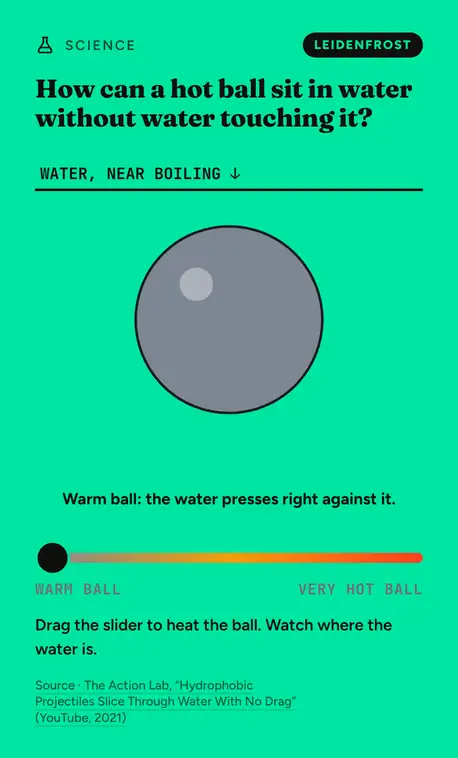 SCIENCE
LEIDENFROST
How can a hot ball sit in water
without water touching it?
WATER, NEAR BOILING ↓
Warm ball: the water presses right against it.
WARM BALL
VERY HOT BALL
Drag the slider to heat the ball. Watch where the
water is.
Source · The Action Lab, “Hydrophobic
Projectiles Slice Through Water With No Drag”
(YouTube, 2021)